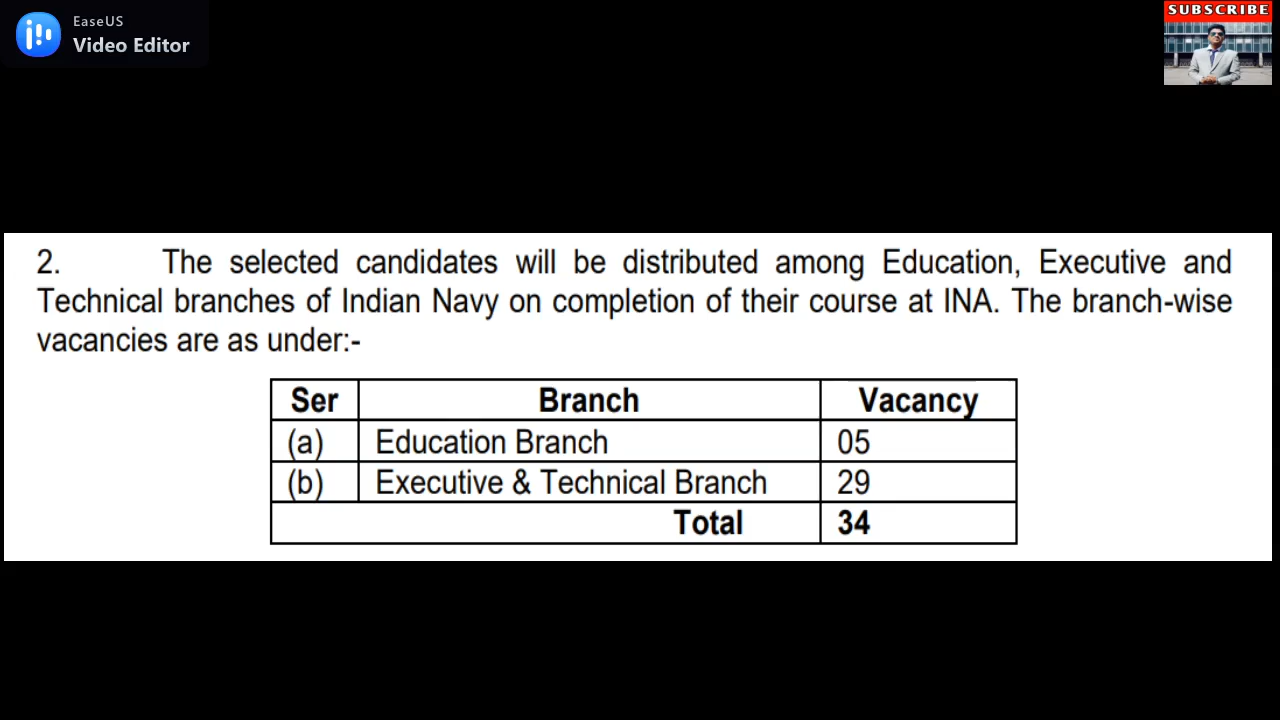 EaseUS
Video Editor
SUBSCRIBE
2. The selected candidates will be distributed among Education, Executive and
Technical branches of Indian Navy on completion of their course at INA. The branch-wise
vacancies are as under:-
Ser Branch Vacancy
(a) Education Branch 05
(b) Executive & Technical Branch 29
Total 34